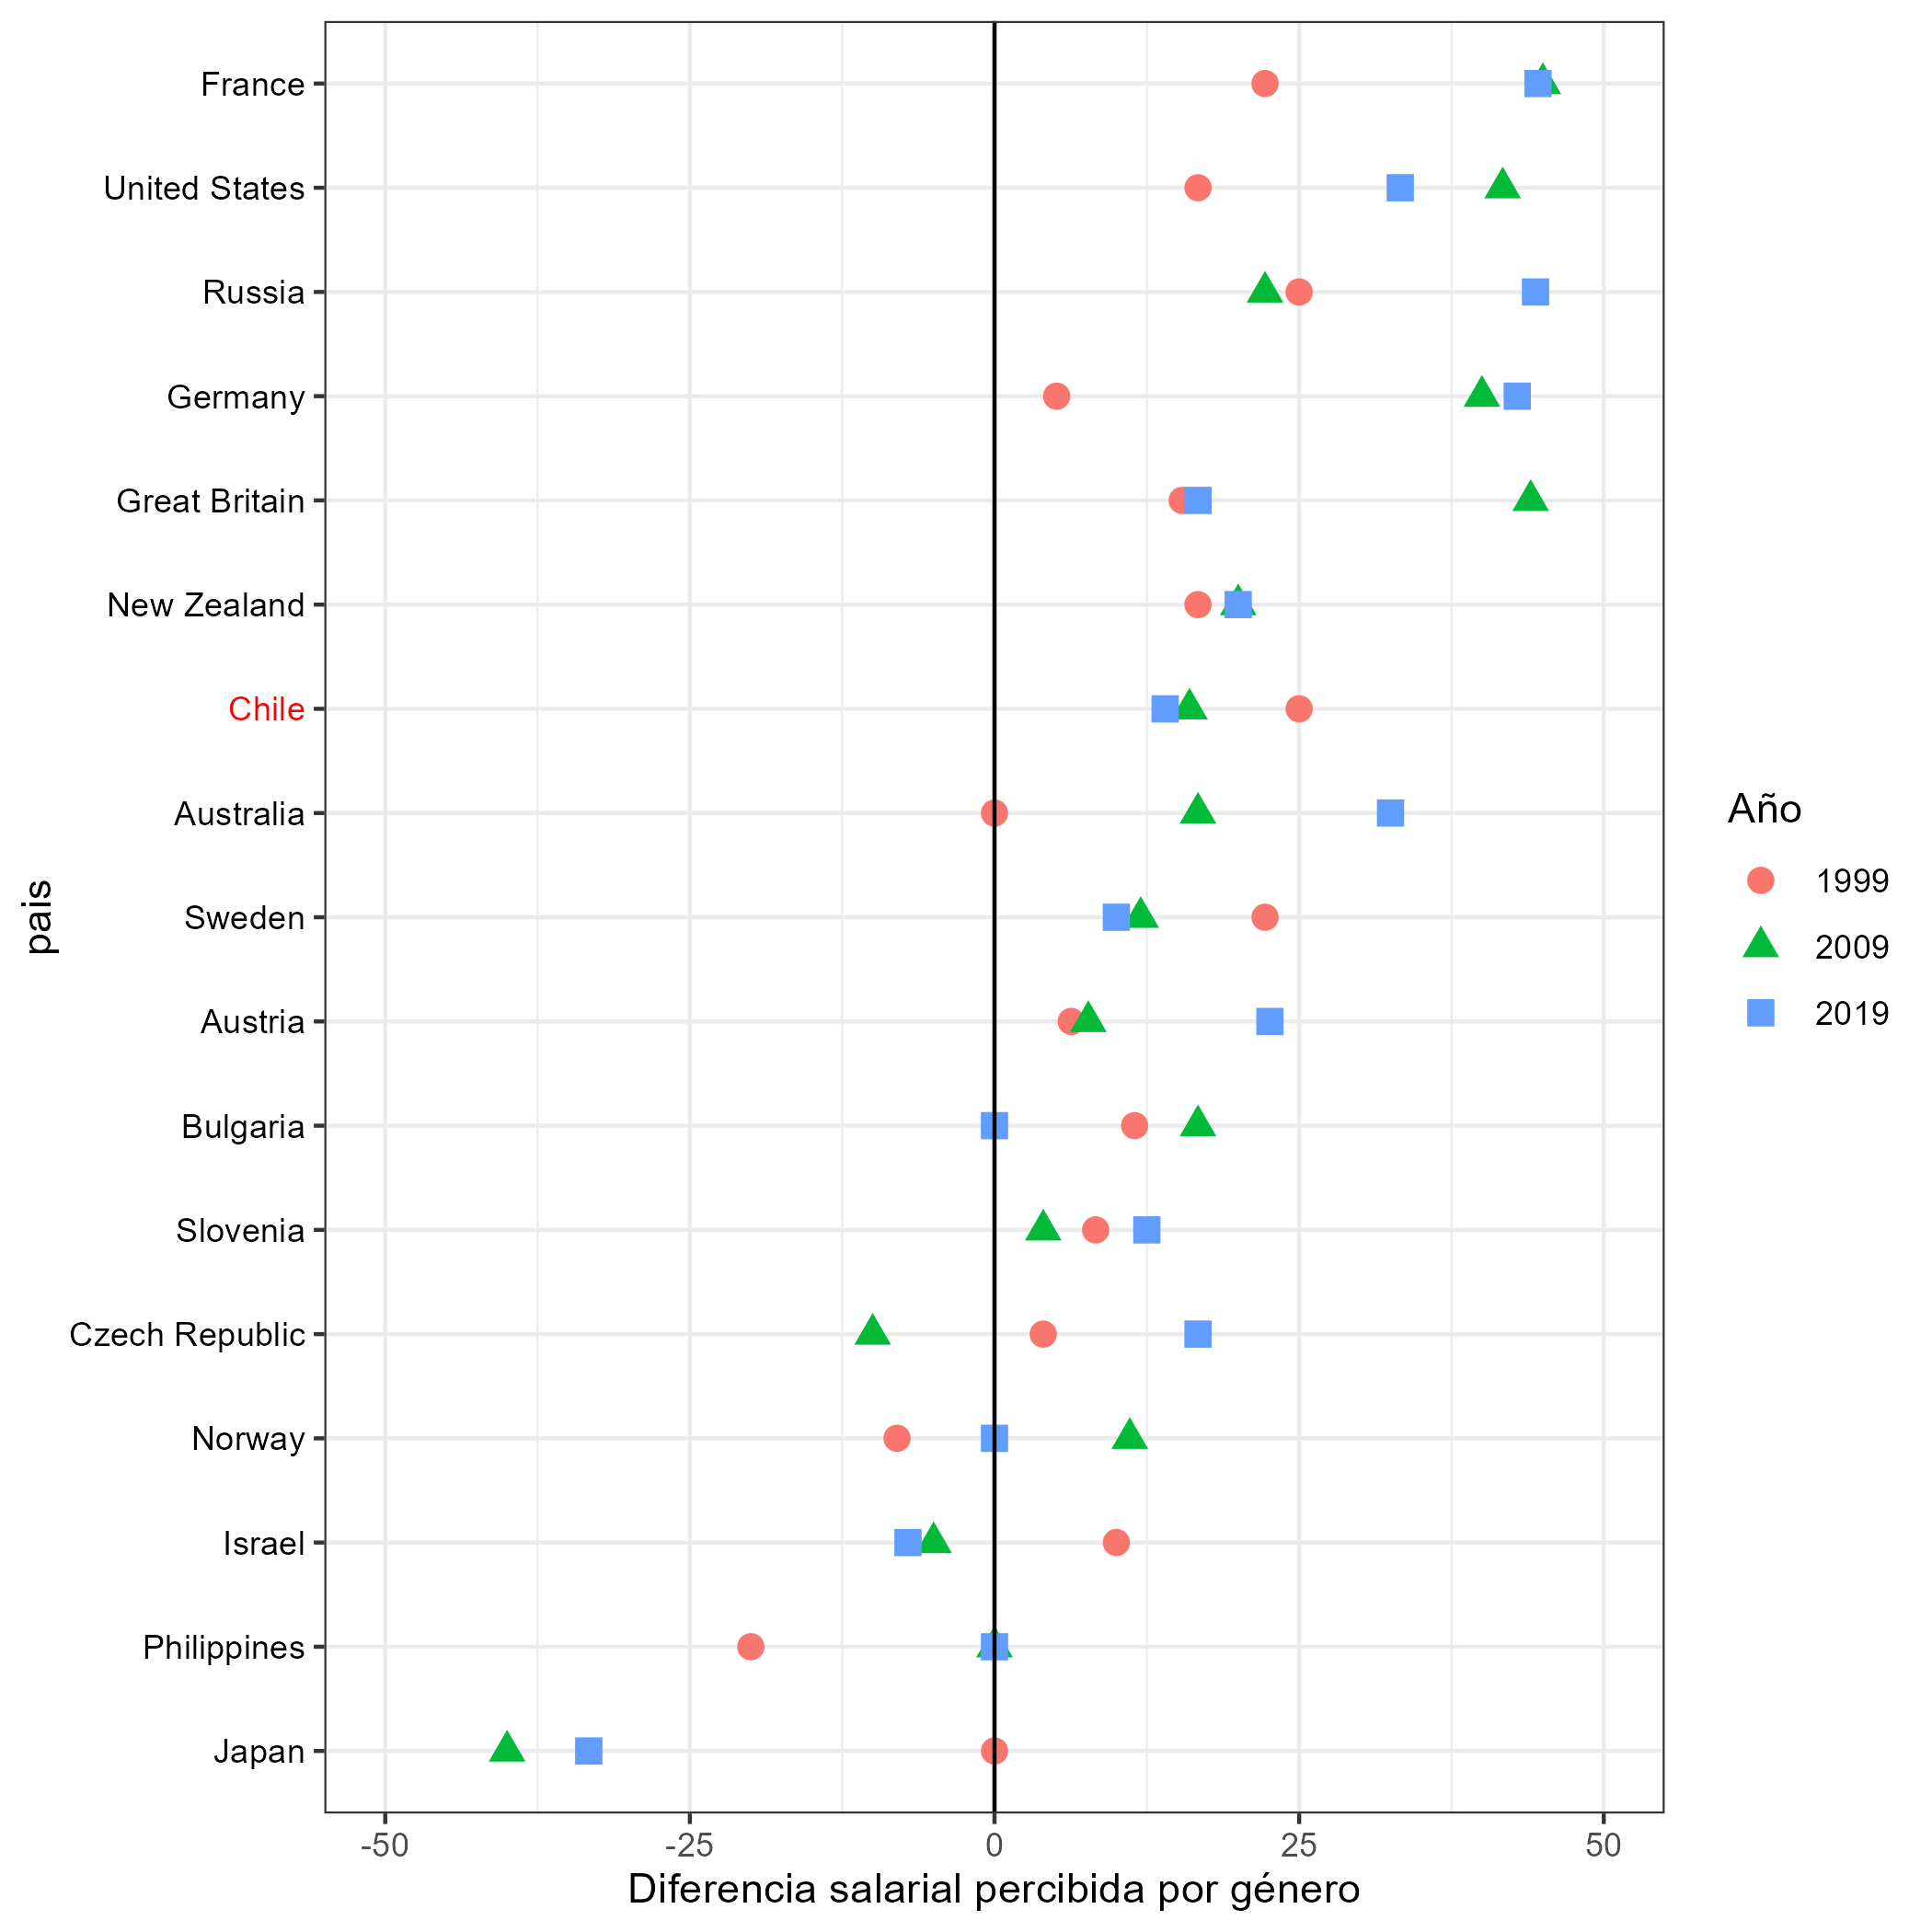 France
United States
Russia
Germany
Great Britain
New Zealand
Chile
Australia
Sweden
Austria
Bulgaria
Slovenia
Czech Republic
Norway
Israel
Philippines
Japan
pais
-50 -25 0 25 50
Diferencia salarial percibida por género
Año
1999
2009
2019